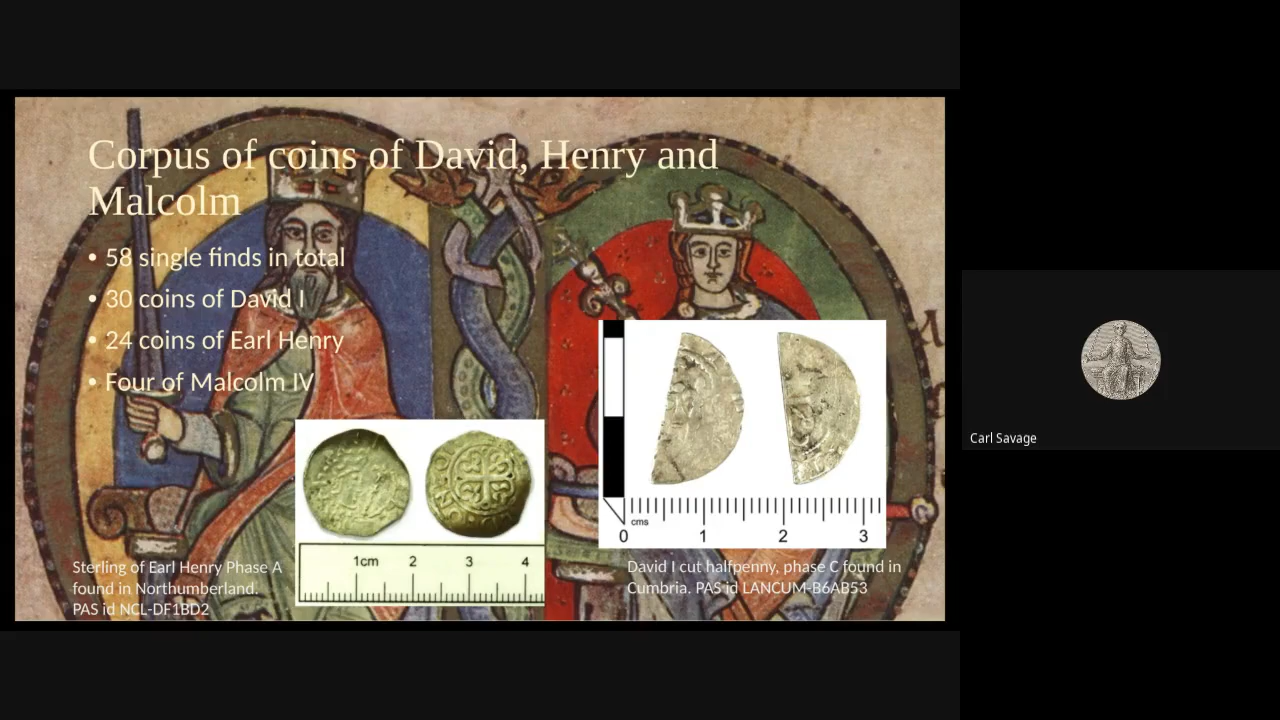 Corpus of coins of David, Henry and
Malcolm
• 58 single finds in total
• 30 coins of David I
• 24 coins of Earl Henry
• Four of Malcolm IV
1cm 2 3 4
cms
0 1 2 3
Sterling of Earl Henry Phase A
found in Northumberland.
PAS id NCL-DF1BD2
David I cut halfpenny, phase C found in
Cumbria. PAS id LANCUM-B6AB53
Carl Savage